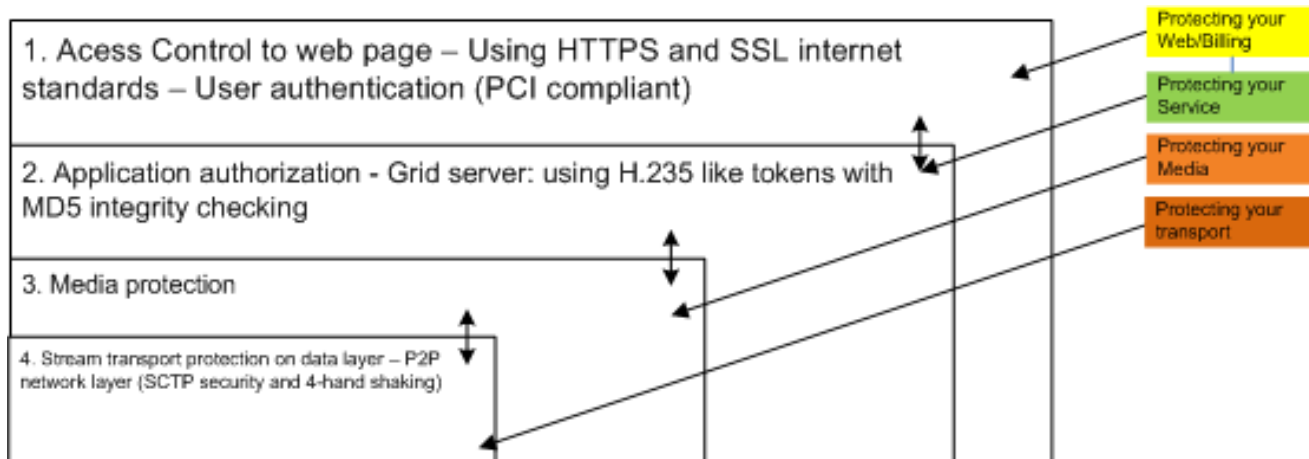 1. Acess Control to web page – Using HTTPS and SSL internet
standards – User authentication (PCI compliant)
2. Application authorization - Grid server: using H.235 like tokens with
MD5 integrity checking
3. Media protection
4. Stream transport protection on data layer – P2P
network layer (SCTP security and 4-hand shaking)
Protecting your
Web/Billing
Protecting your
Service
Protecting your
Media
Protecting your
transport